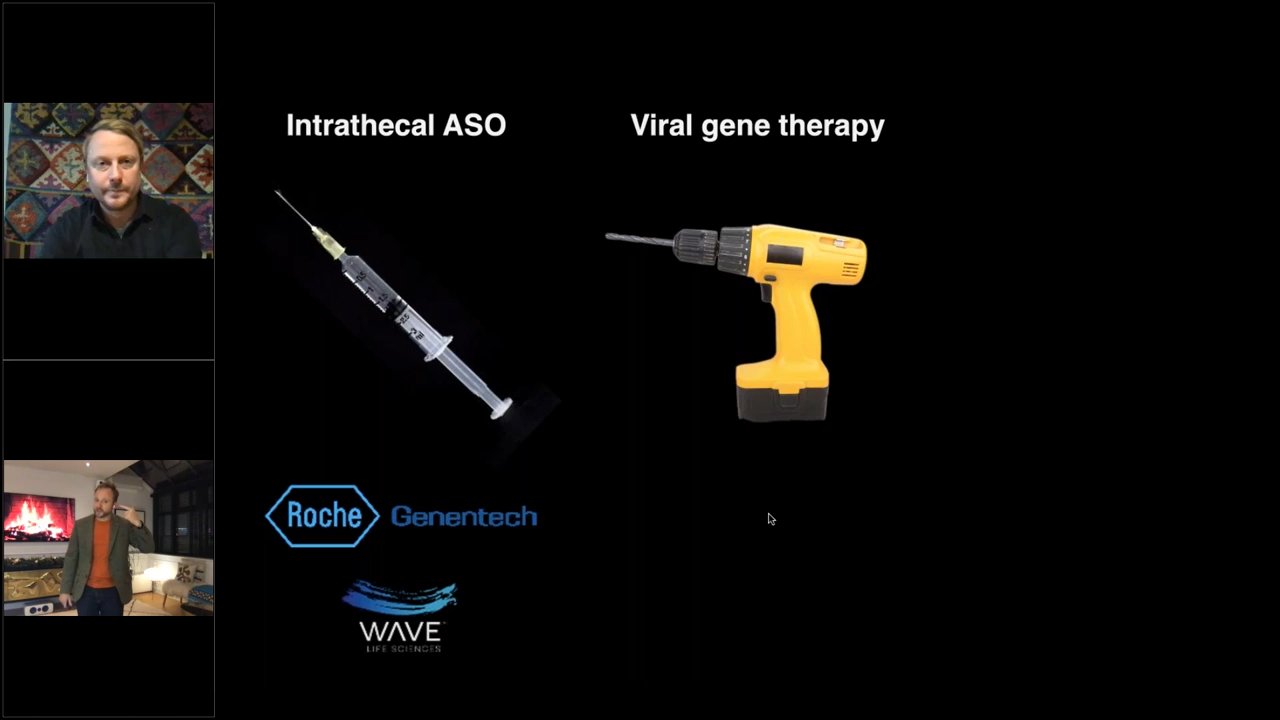 Intrathecal ASO
Viral gene therapy
Roche
Genentech
WAVE
LIFE SCIENCES